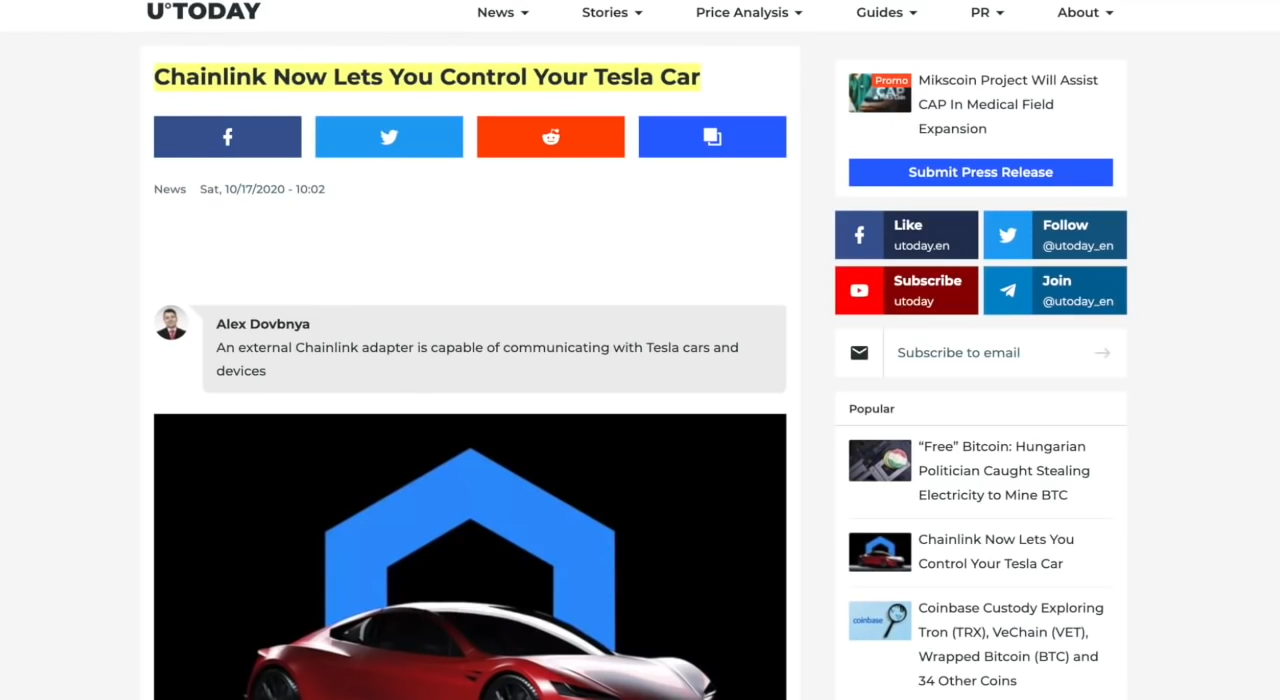 U°TODAY
News
Stories
Price Analysis
Guides
PR
About
Chainlink Now Lets You Control Your Tesla Car
News Sat, 10/17/2020 - 10:02
Alex Dovbnya
An external Chainlink adapter is capable of communicating with Tesla cars and
devices
Promo
CAP
Mikscoin Project Will Assist
CAP In Medical Field
Expansion
Submit Press Release
Like
utoday.en
Follow
@utoday_en
Subscribe
utoday
Join
@utoday_en
Subscribe to email
Popular
“Free” Bitcoin: Hungarian
Politician Caught Stealing
Electricity to Mine BTC
Chainlink Now Lets You
Control Your Tesla Car
coinbase
Coinbase Custody Exploring
Tron (TRX), VeChain (VET),
Wrapped Bitcoin (BTC) and
34 Other Coins